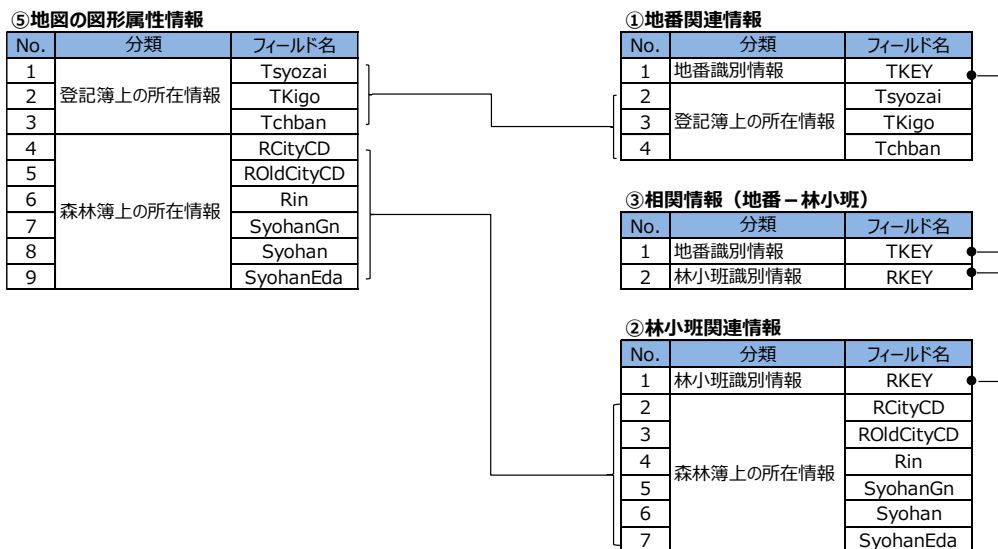 ⑤地図の図形属性情報
No. 分類 フィールド名
1 登記簿上の所在情報 Tsyozai
2 TKigo
3 Tchban
4 森林簿上の所在情報 RCityCD
5 ROldCityCD
6 Rin
7 SyohanGn
8 Syohan
9 SyohanEda
①地番関連情報
No. 分類 フィールド名
1 地番識別情報 TKEY
2 登記簿上の所在情報 Tsyozai
3 TKigo
4 Tchban
③相関情報（地番－林小班）
No. 分類 フィールド名
1 地番識別情報 TKEY
2 林小班識別情報 RKEY
②林小班関連情報
No. 分類 フィールド名
1 林小班識別情報 RKEY
2 森林簿上の所在情報 RCityCD
3 ROldCityCD
4 Rin
5 SyohanGn
6 Syohan
7 SyohanEda